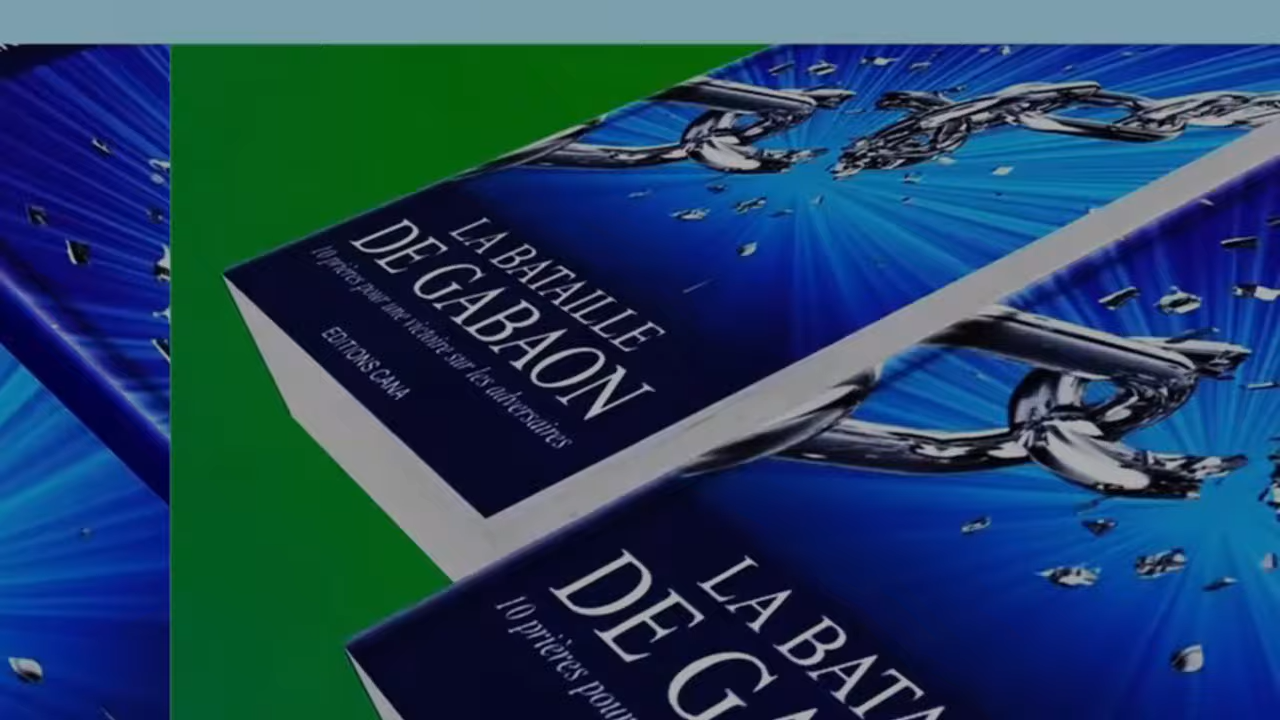 LA BATAILLE
DE GABAON
10 prières pour une victoire sur les adversaires
EDITIONS CANA
LA BATA
DE GA
10 prières pour